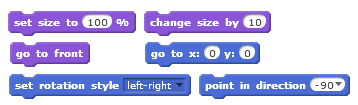 set size to 100 % change size by 10
go to front go to x: 0 y: 0
set rotation style left-right point in direction -90